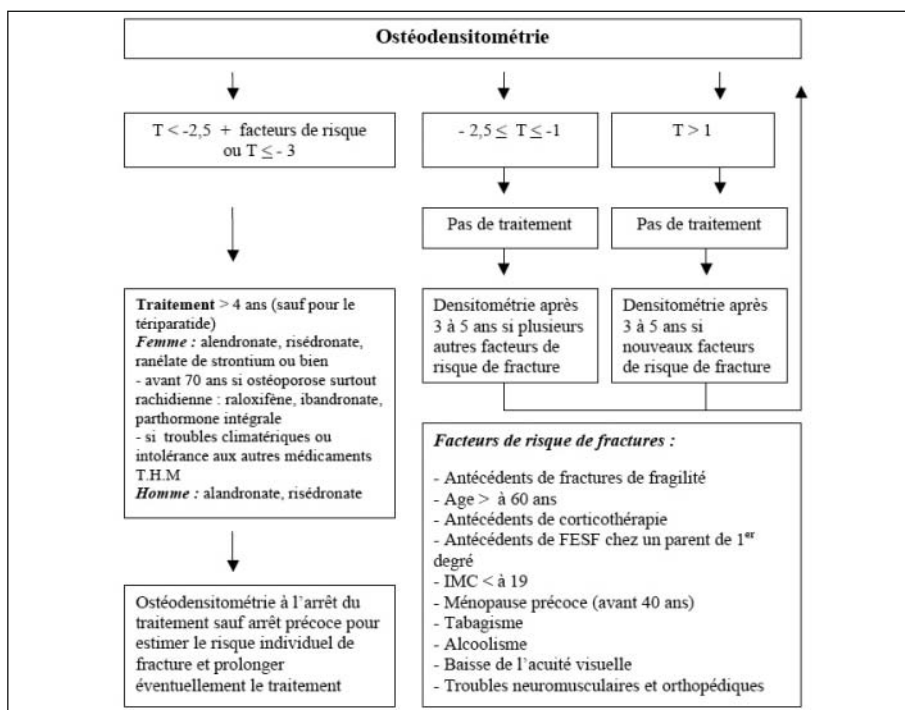 Ostéodensitométrie
T < -2,5 + facteurs de risque
ou T ≤ - 3
- 2,5 ≤ T ≤ -1
T > 1
Pas de traitement
Pas de traitement
Traitement > 4 ans (sauf pour le
tériparatide)
Femme : alendronate, risédronate,
ranélate de strontium ou bien
- avant 70 ans si ostéoporose surtout
rachidienne : raloxifène, ibandronate,
parthormone intégrale
- si troubles climatériques ou
intolérance aux autres médicaments
T.H.M
Homme : alandronate, risédronate
Densitométrie après
3 à 5 ans si plusieurs
autres facteurs de
risque de fracture
Densitométrie après
3 à 5 ans si
nouveaux facteurs
de risque de fracture
Ostéodensitométrie à l'arrêt du
traitement sauf arrêt précoce pour
estimer le risque individuel de
fracture et prolonger
éventuellement le traitement
Facteurs de risque de fractures :
- Antécédents de fractures de fragilité
- Age > à 60 ans
- Antécédents de corticothérapie
- Antécédents de FESF chez un parent de 1er
degré
- IMC < à 19
- Ménopause précoce (avant 40 ans)
- Tabagisme
- Alcoolisme
- Baisse de l'acuité visuelle
- Troubles neuromusculaires et orthopédiques